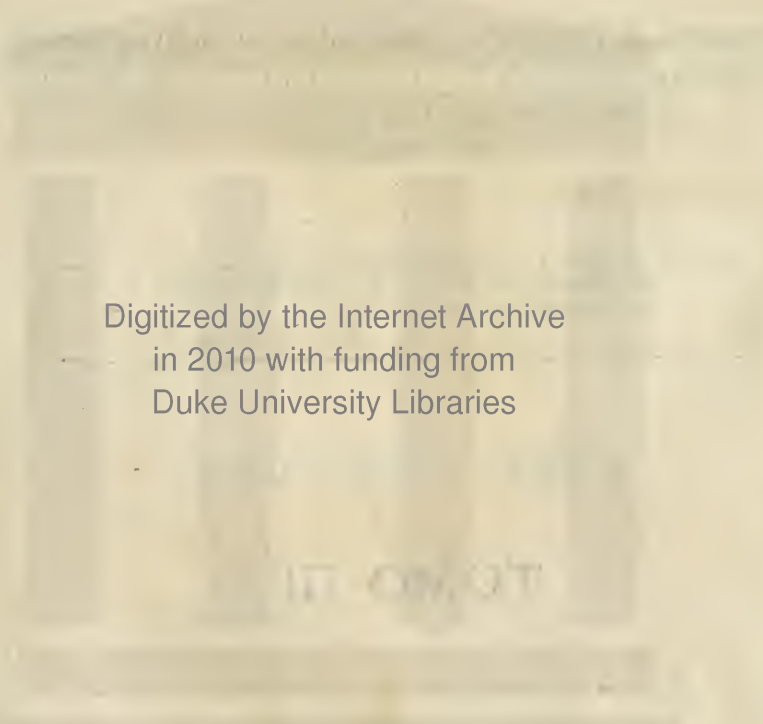 Digitized by the Internet Archive
in 2010 with funding from
Duke University Libraries